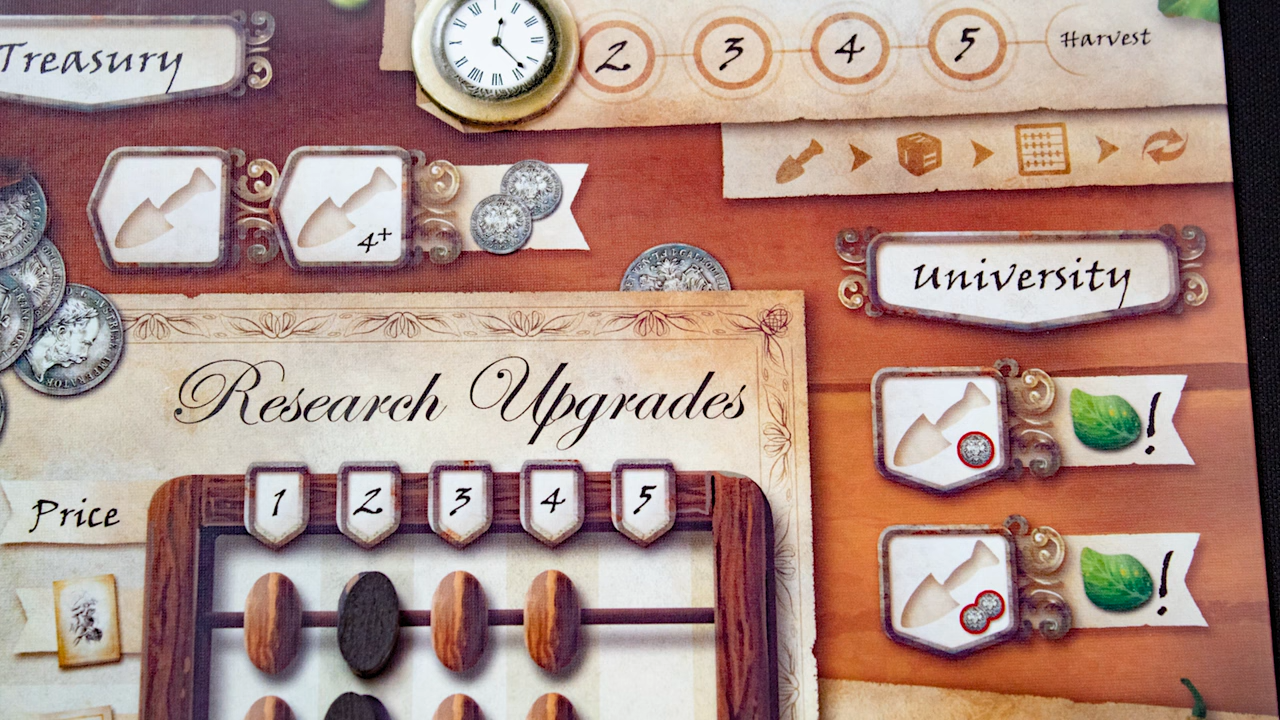 Treasury
2 3 4 5 Harvest
4+
University
Research Upgrades
1 2 3 4 5
Price
!
!